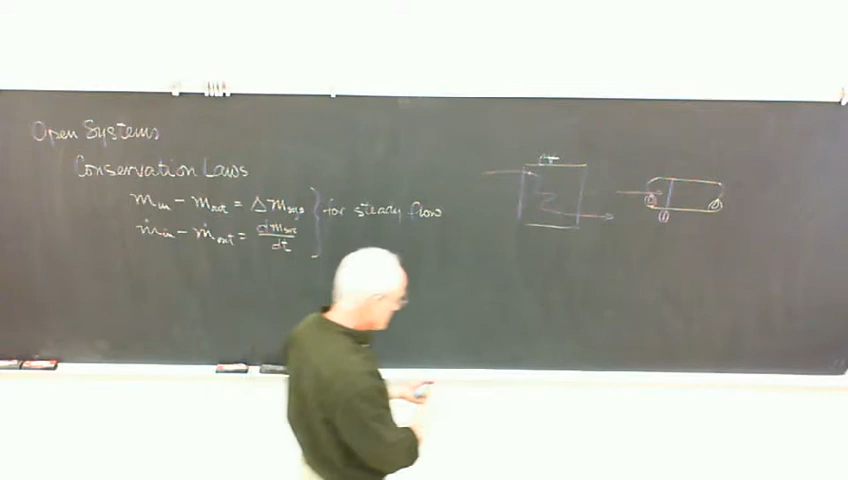 Open Systems
Conservation Laws
m_in - m_out = Δm_sys } for steady flow
ṁ_in - ṁ_out = dm_sys/dt